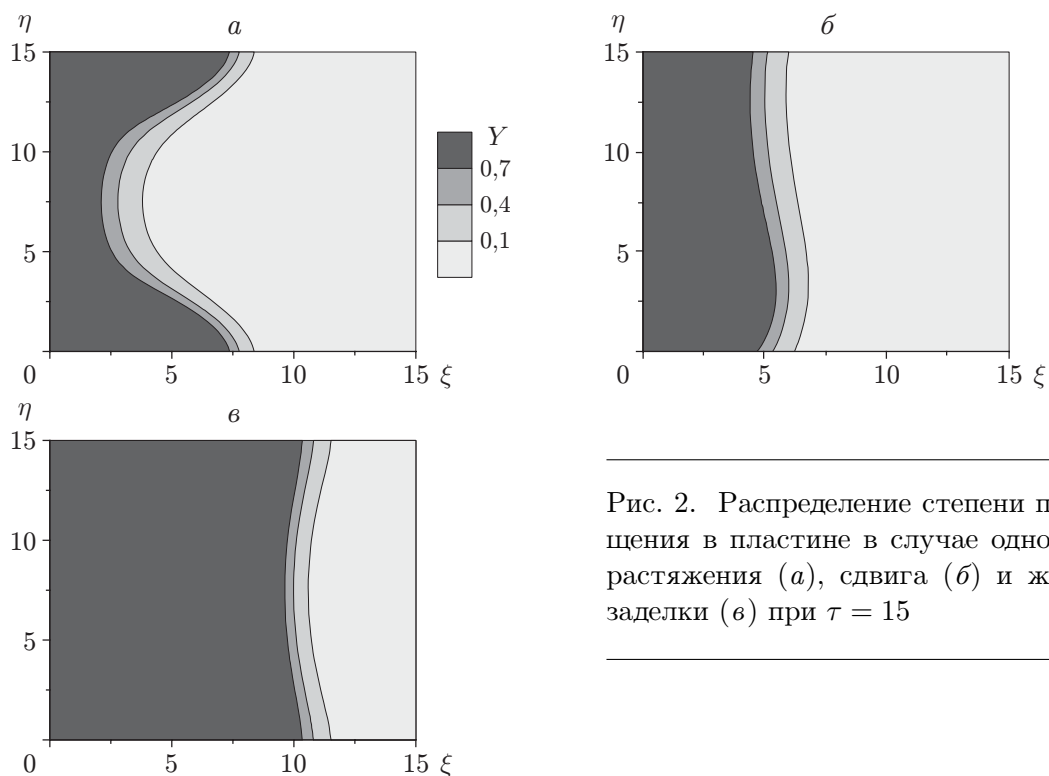 η
а
15
10
5
0
5
10
15 ξ
Y
0,7
0,4
0,1
η
б
15
10
5
0
5
10
15 ξ
η
в
15
10
5
0
5
10
15 ξ
Рис. 2. Распределение степени п
щения в пластине в случае одно
растяжения (а), сдвига (б) и ж
заделки (в) при τ = 15